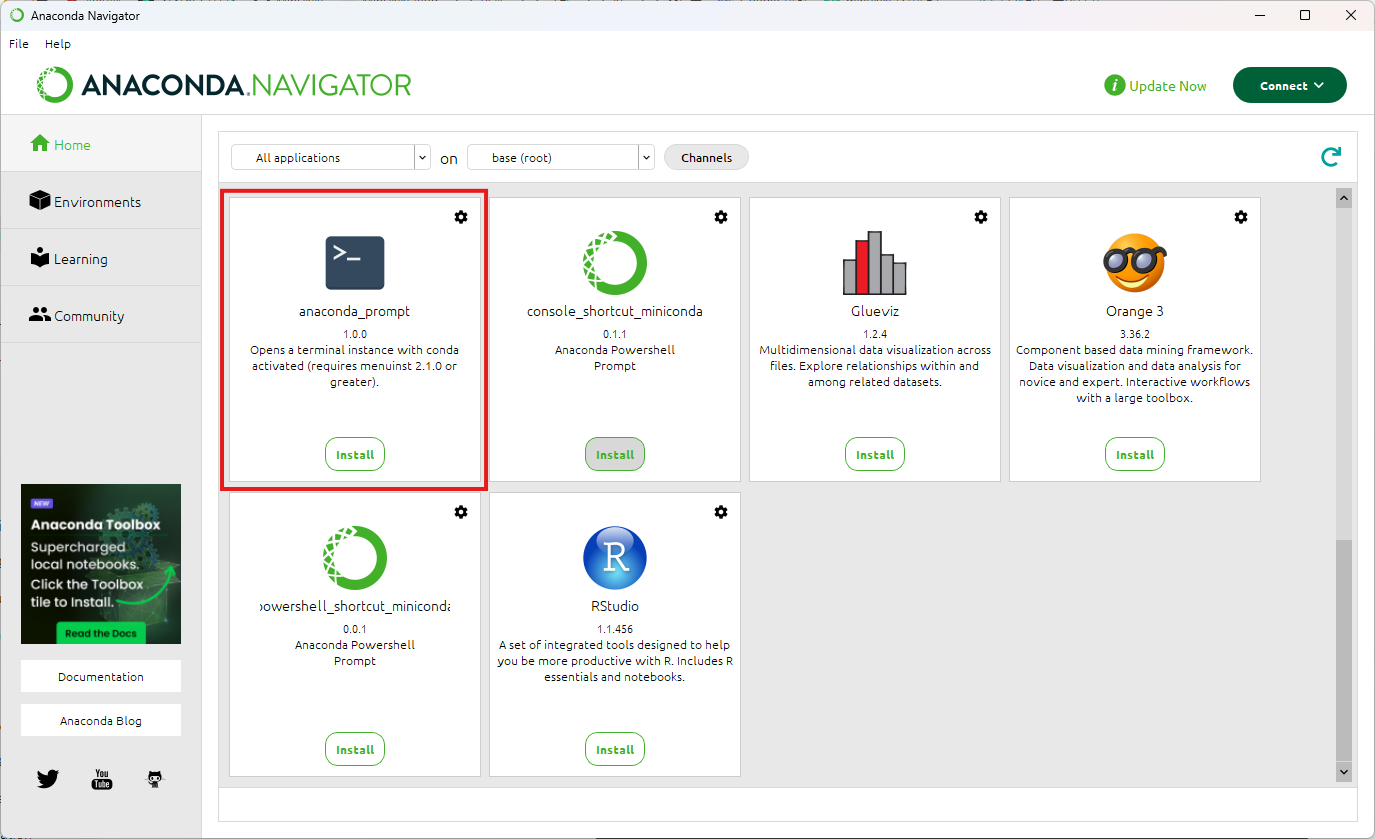 Anaconda Navigator
File Help
ANACONDA.NAVIGATOR
i Update Now
Connect
Home
Environments
Learning
Community
All applications on base (root) Channels
anaconda_prompt
1.0.0
Opens a terminal instance with conda
activated (requires menuinst 2.1.0 or
greater).
Install
console_shortcut_miniconda
0.1.1
Anaconda Powershell
Prompt
Install
Glueviz
1.2.4
Multidimensional data visualization across
files. Explore relationships within and
among related datasets.
Install
Orange 3
3.36.2
Component based data mining framework.
Data visualization and data analysis for
novice and expert. Interactive workflows
with a large toolbox.
Install
powershell_shortcut_miniconda
0.0.1
Anaconda Powershell
Prompt
Install
R
RStudio
1.1.456
A set of integrated tools designed to help
you be more productive with R. Includes R
essentials and notebooks.
Install
NEW
Anaconda Toolbox
Supercharged
local notebooks.
Click the Toolbox
tile to Install.
Read the Docs
Documentation
Anaconda Blog
You
Tube